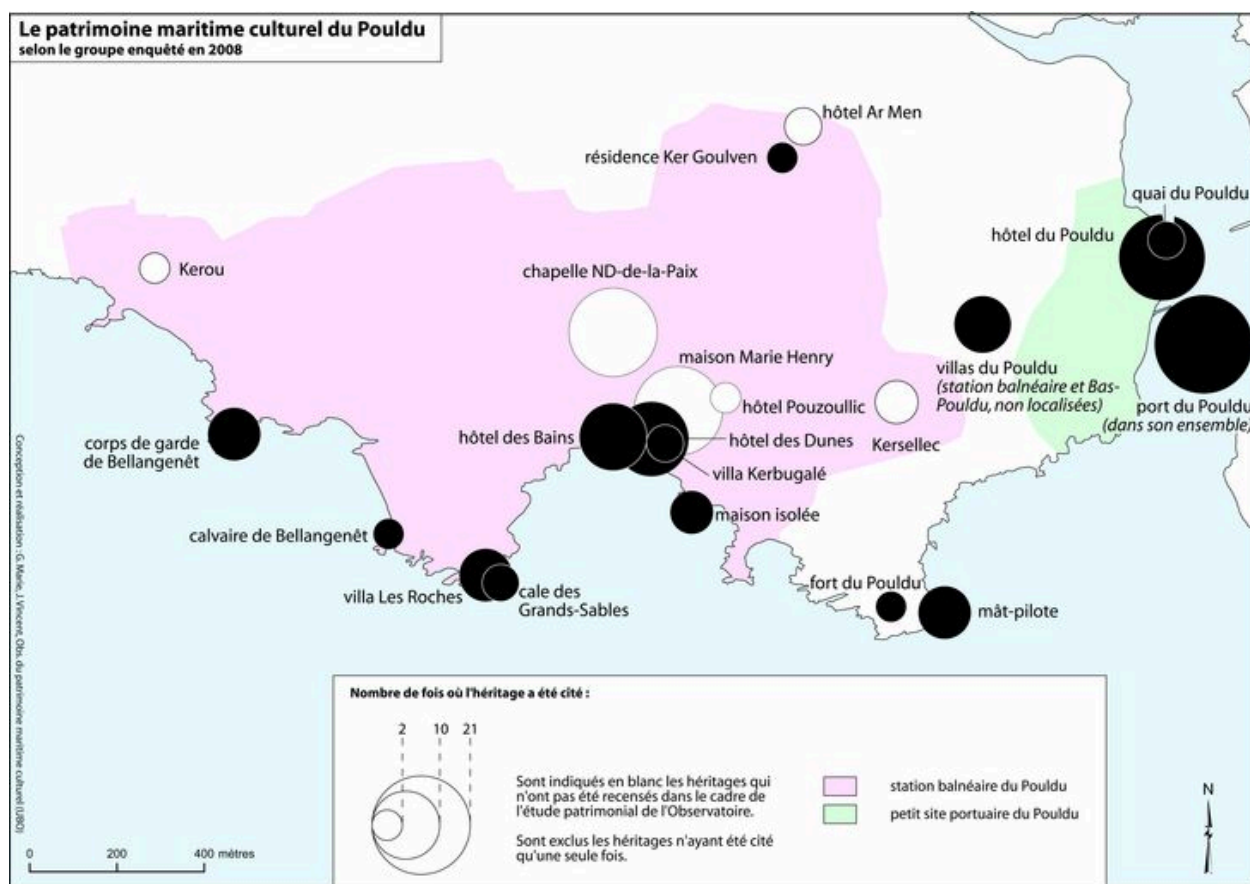 Le patrimoine maritime culturel du Pouldu
selon le groupe enquêté en 2008
hôtel Ar Men
résidence Ker Goulven
quai du Pouldu
hôtel du Pouldu
Kerou
chapelle ND-de-la-Paix
maison Marie Henry
villas du Pouldu
(station balnéaire et Bas-
Pouldu, non localisées)
port du Pouldu
(dans son ensemble)
hôtel Pouzoullic
Kersellec
hôtel des Bains
hôtel des Dunes
villa Kerbugalé
corps de garde
de Bellangenêt
maison isolée
calvaire de Bellangenêt
villa Les Roches
cale des
Grands-Sables
fort du Pouldu
mât-pilote
Conception et réalisation : G. Marie, J. Vincent, Obs. du patrimoine maritime culturel (UBO)
Nombre de fois où l'héritage a été cité :
2 10 21
Sont indiqués en blanc les héritages qui
n'ont pas été recensés dans le cadre de
l'étude patrimonial de l'Observatoire.
Sont exclus les héritages n'ayant été cité
qu'une seule fois.
station balnéaire du Pouldu
petit site portuaire du Pouldu
N
0 200 400 mètres